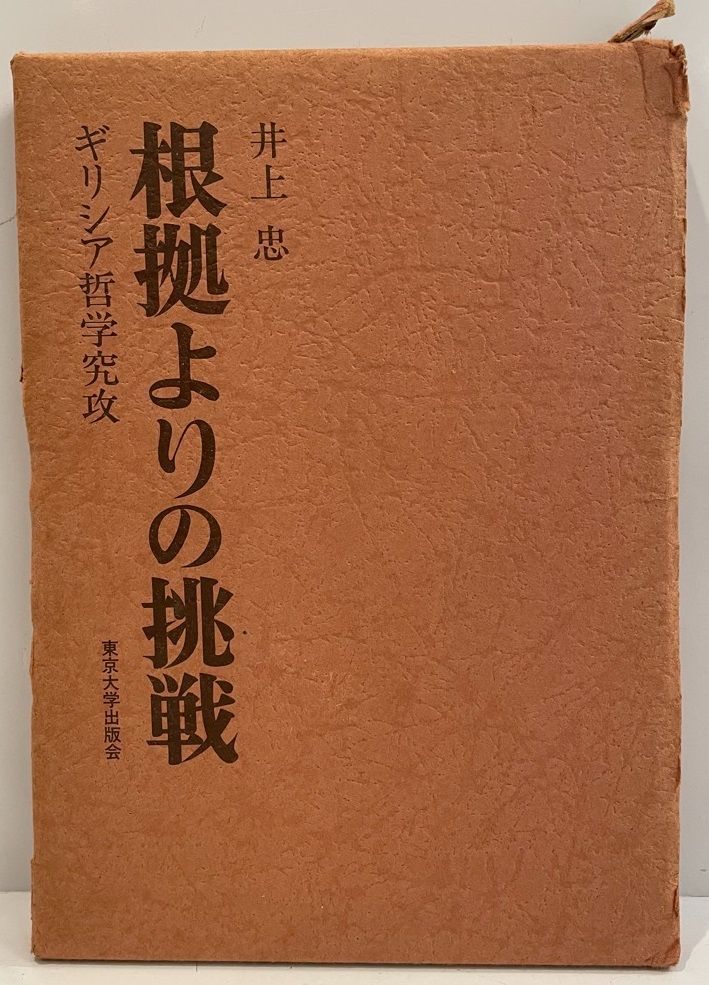 井上 忠
根拠よりの挑戦
ギリシア哲学究攻
東京大学出版会